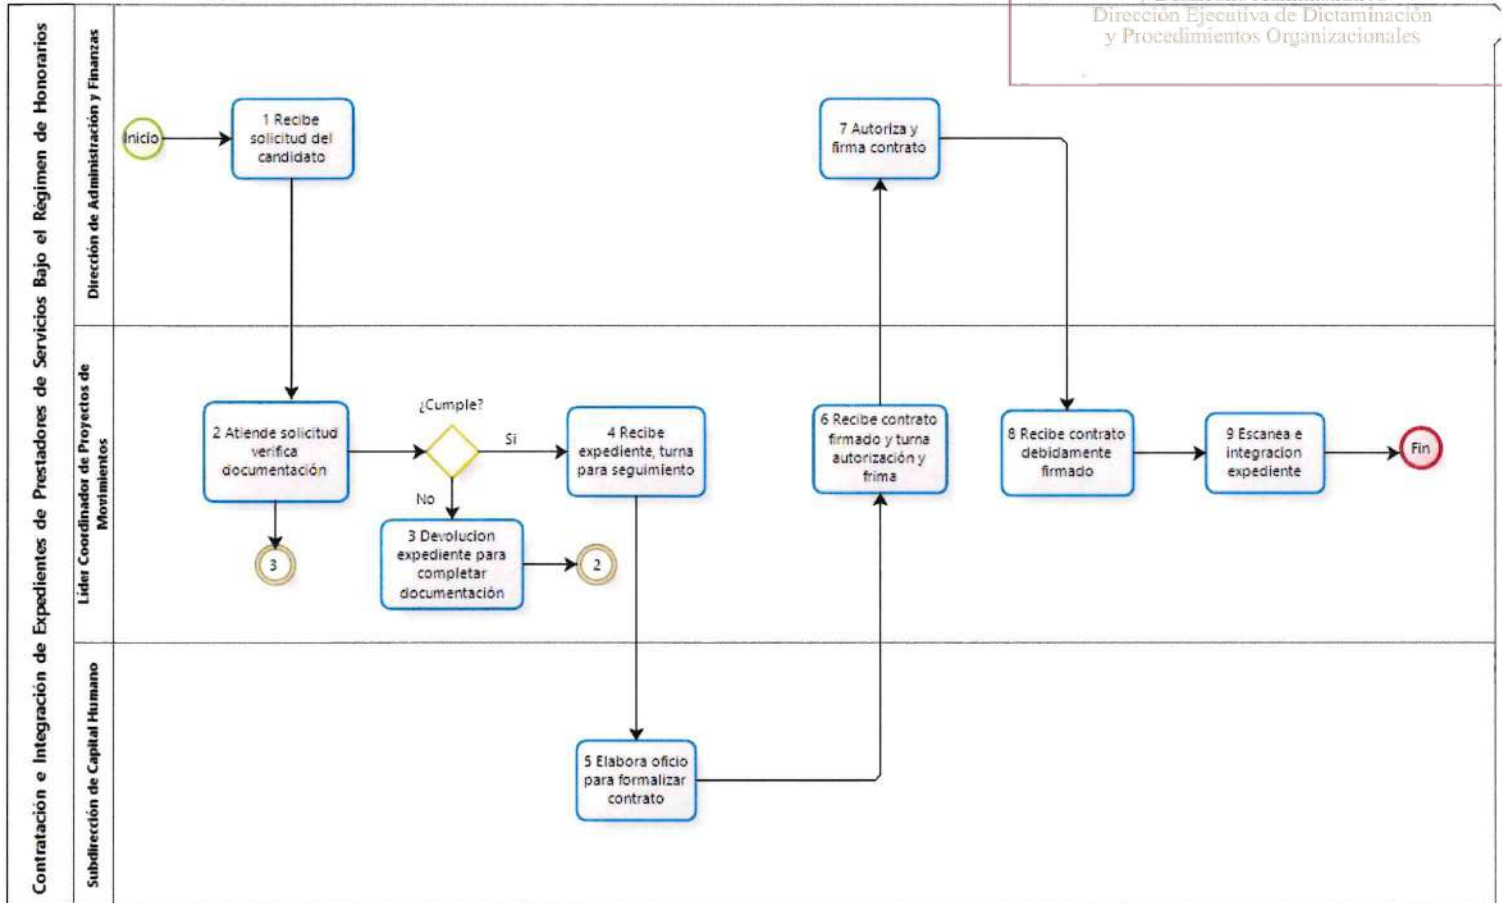 Dirección Ejecutiva de Dictaminación
y Procedimientos Organizacionales
Contratación e Integración de Expedientes de Prestadores de Servicios Bajo el Régimen de Honorarios
Dirección de Administración y Finanzas
Inicio
1 Recibe
solicitud del
candidato
7 Autoriza y
firma contrato
Líder Coordinador de Proyectos de
Movimientos
2 Atiende solicitud
verifica
documentación
¿Cumple?
Si
No
4 Recibe
expediente, turna
para seguimiento
6 Recibe contrato
firmado y turna
autorización y
frima
8 Recibe contrato
debidamente
firmado
9 Escanea e
integracion
expediente
Fin
3
3 Devolucion
expediente para
completar
documentación
2
Subdirección de Capital Humano
5 Elabora oficio
para formalizar
contrato